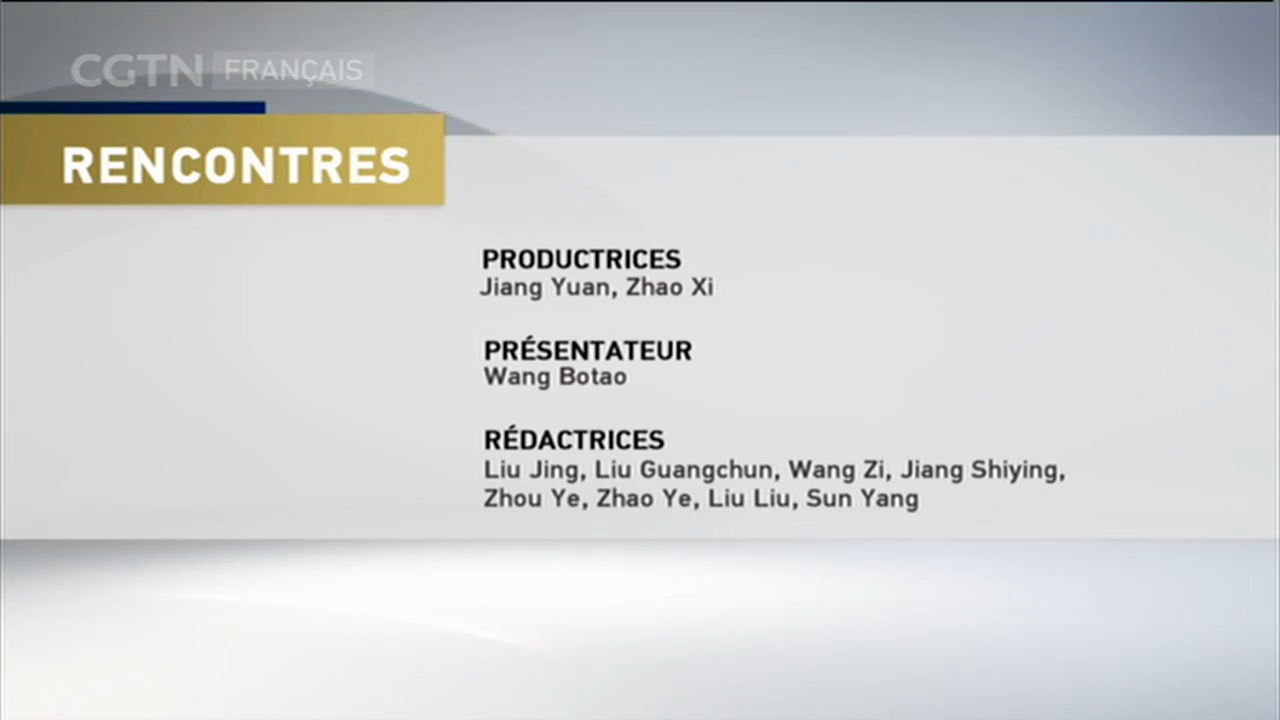 CGTN FRANÇAIS
RENCONTRES
PRODUCTRICES
Jiang Yuan, Zhao Xi
PRÉSENTATEUR
Wang Botao
RÉDACTRICES
Liu Jing, Liu Guangchun, Wang Zi, Jiang Shiying,
Zhou Ye, Zhao Ye, Liu Liu, Sun Yang